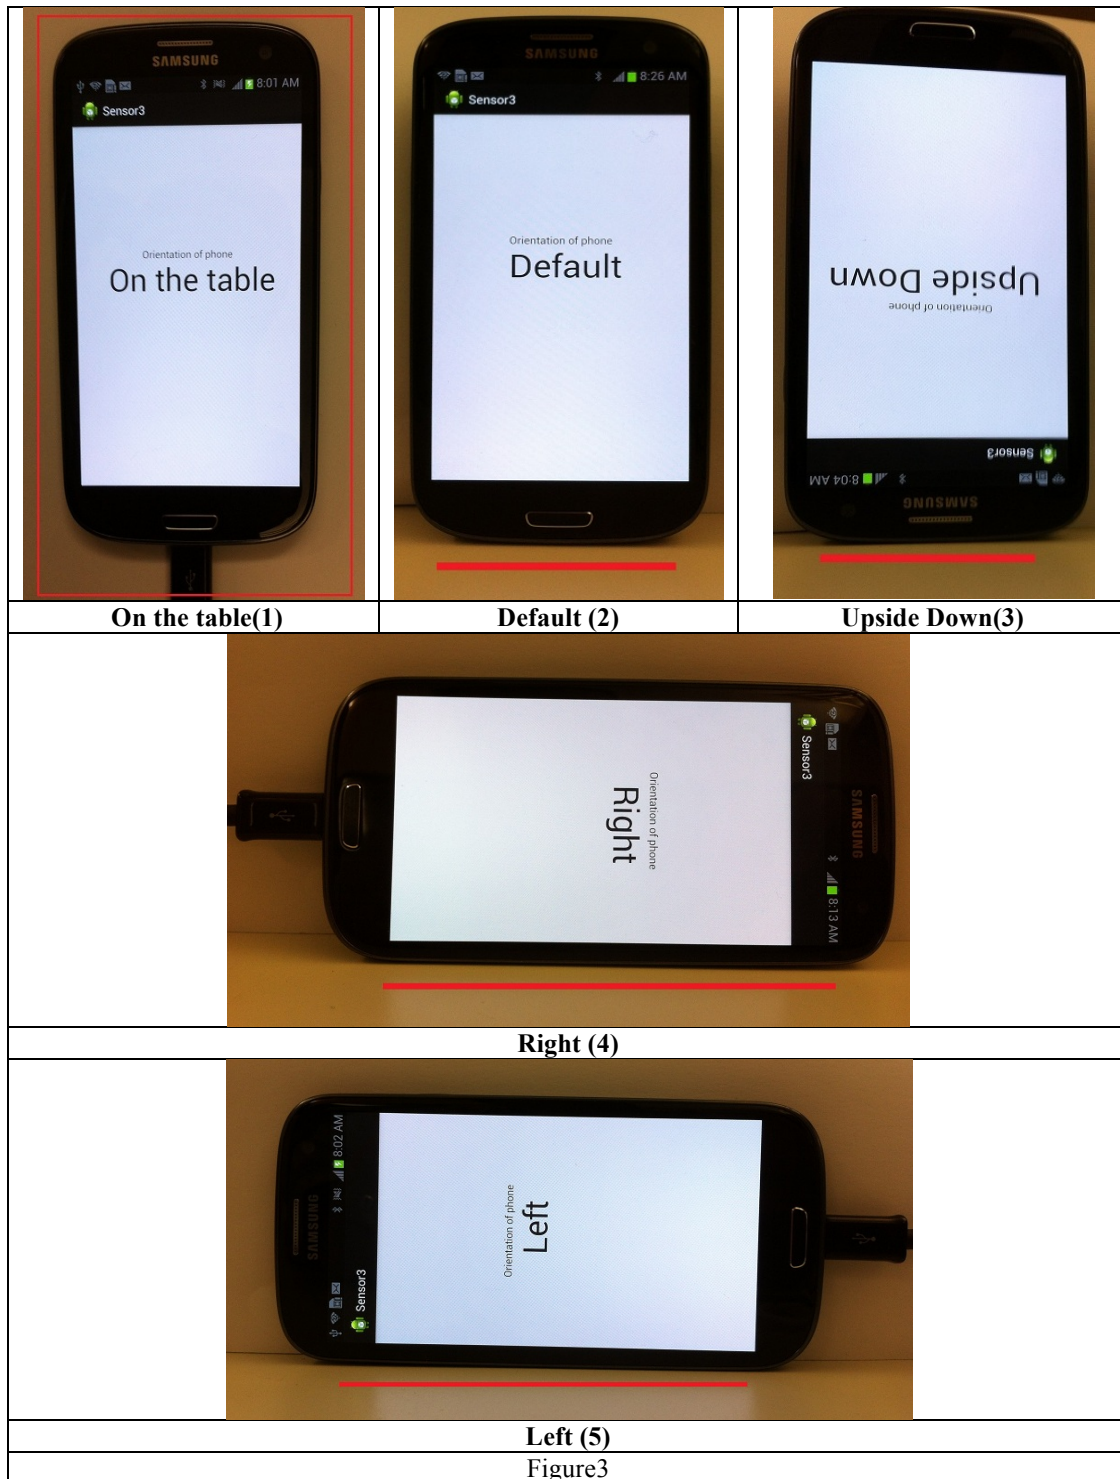 SAMSUNG
8:01 AM
Sensor3
Orientation of phone
On the table
SAMSUNG
8:26 AM
Sensor3
Orientation of phone
Default
Upside Down
Orientation of phone
Sensor3
8:04 AM
SAMSUNG
On the table(1)
Default (2)
Upside Down(3)
SAMSUNG
8:13 AM
Sensor3
Orientation of phone
Right
Right (4)
SAMSUNG
8:02 AM
Sensor3
Orientation of phone
Left
Left (5)
Figure3